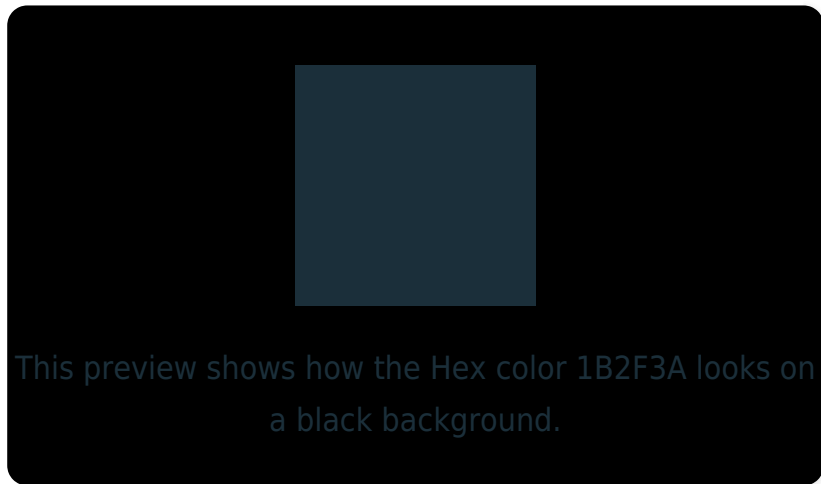 This preview shows how the Hex color 1B2F3A looks on
a black background.